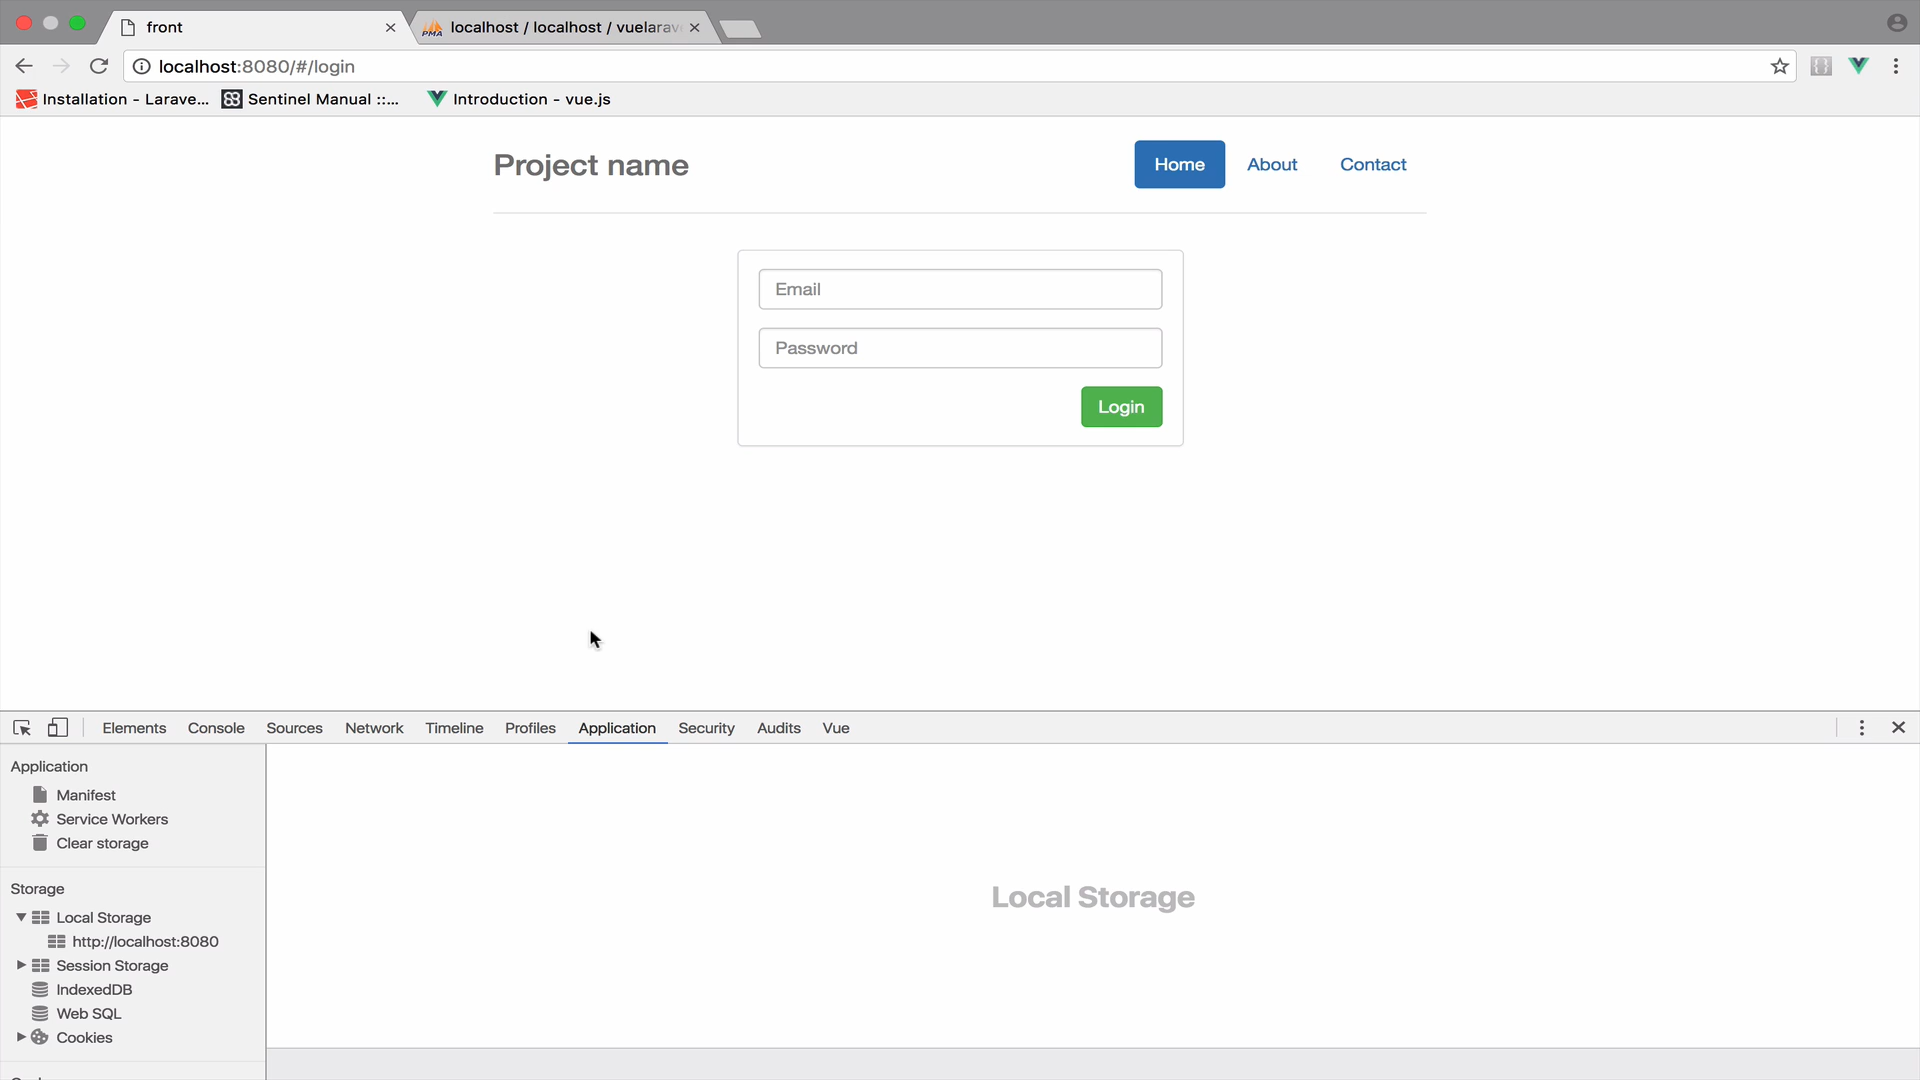 front
PMA localhost / localhost / vuelarav
localhost:8080/#/login
Installation - Larave... Sentinel Manual ::... Introduction - vue.js
Project name Home About Contact
Email
Password
Login
Elements Console Sources Network Timeline Profiles Application Security Audits Vue
Application
Manifest
Service Workers
Clear storage
Storage
Local Storage
http://localhost:8080
Session Storage
IndexedDB
Web SQL
Cookies
Local Storage